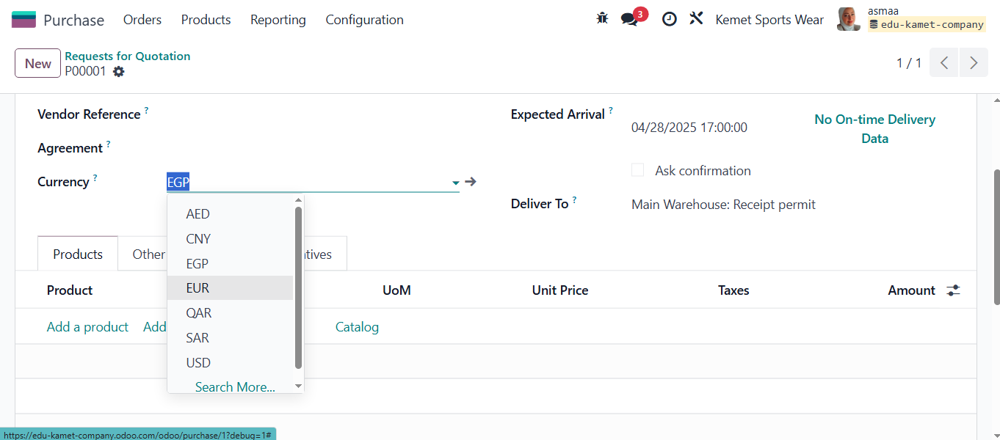 Purchase Orders Products Reporting Configuration 3 Kemet Sports Wear asmaa
edu-kamet-company
New Requests for Quotation
P00001 1 / 1
Vendor Reference ? Expected Arrival ? 04/28/2025 17:00:00 No On-time Delivery
Data
Agreement ?
Ask confirmation
Currency ? EGP
Deliver To ? Main Warehouse: Receipt permit
AED
CNY
EGP
EUR
QAR
SAR
USD
Search More...
Products Other tives
Product UoM Unit Price Taxes Amount
Add a product Add Catalog
https://edu-kamet-company.odoo.com/odoo/purchase/1?debug=1#